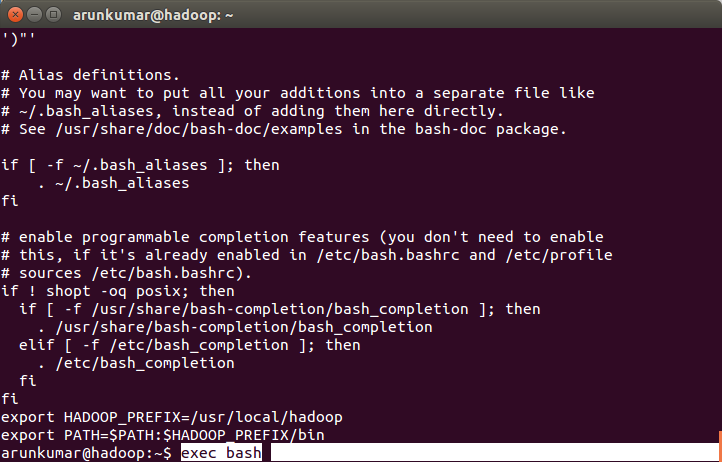 arunkumar@hadoop: ~
')"'
# Alias definitions.
# You may want to put all your additions into a separate file like
# ~/.bash_aliases, instead of adding them here directly.
# See /usr/share/doc/bash-doc/examples in the bash-doc package.
if [ -f ~/.bash_aliases ]; then
    . ~/.bash_aliases
fi
# enable programmable completion features (you don't need to enable
# this, if it's already enabled in /etc/bash.bashrc and /etc/profile
# sources /etc/bash.bashrc).
if ! shopt -oq posix; then
  if [ -f /usr/share/bash-completion/bash_completion ]; then
    . /usr/share/bash-completion/bash_completion
  elif [ -f /etc/bash_completion ]; then
    . /etc/bash_completion
  fi
fi
export HADOOP_PREFIX=/usr/local/hadoop
export PATH=$PATH:$HADOOP_PREFIX/bin
arunkumar@hadoop:~$ exec bash